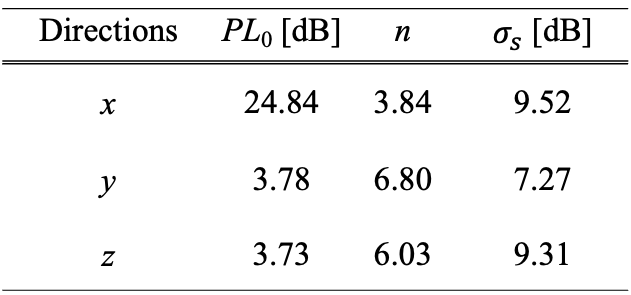 Directions PL₀ [dB] n σₛ [dB]
x 24.84 3.84 9.52
y 3.78 6.80 7.27
z 3.73 6.03 9.31